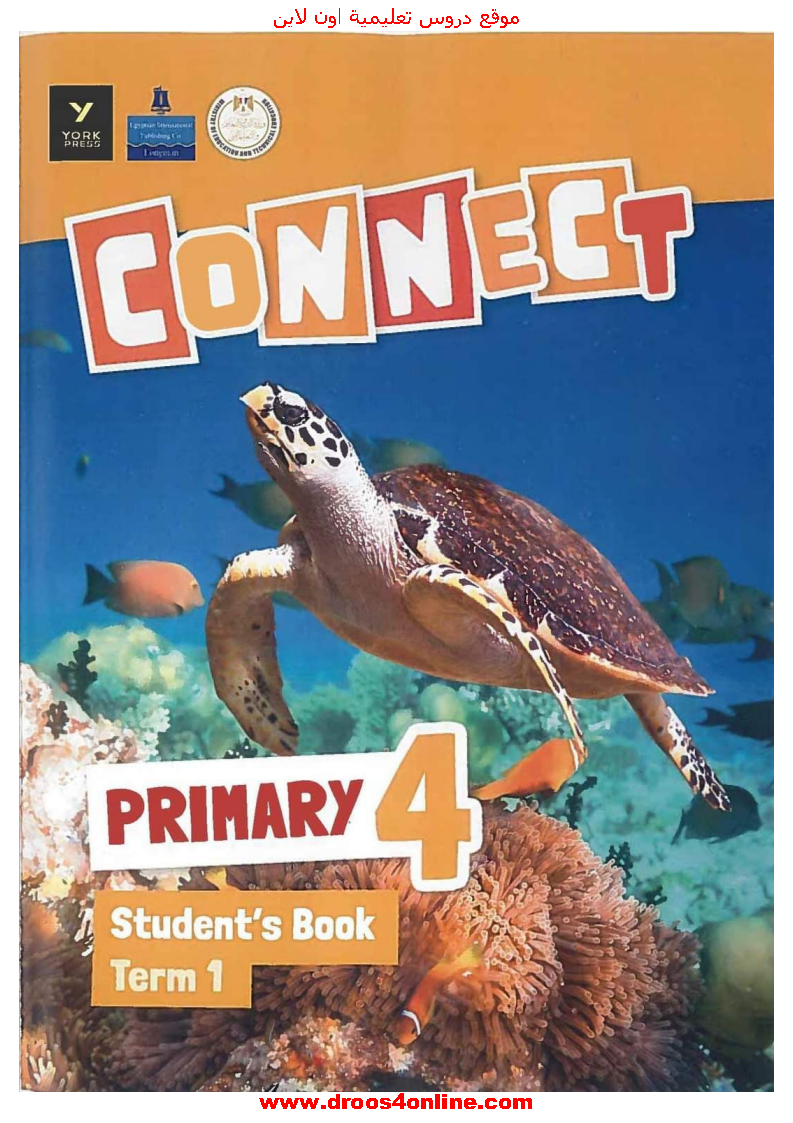 موقع دروس تعليمية اون لاين
Y
YORK
PRESS
Egyptian International
Publishing Co.
Longman
MINISTRY OF EDUCATION AND TECHNICAL EDUCATION
CONNECT
PRIMARY 4
Student's Book
Term 1
www.droos4online.com